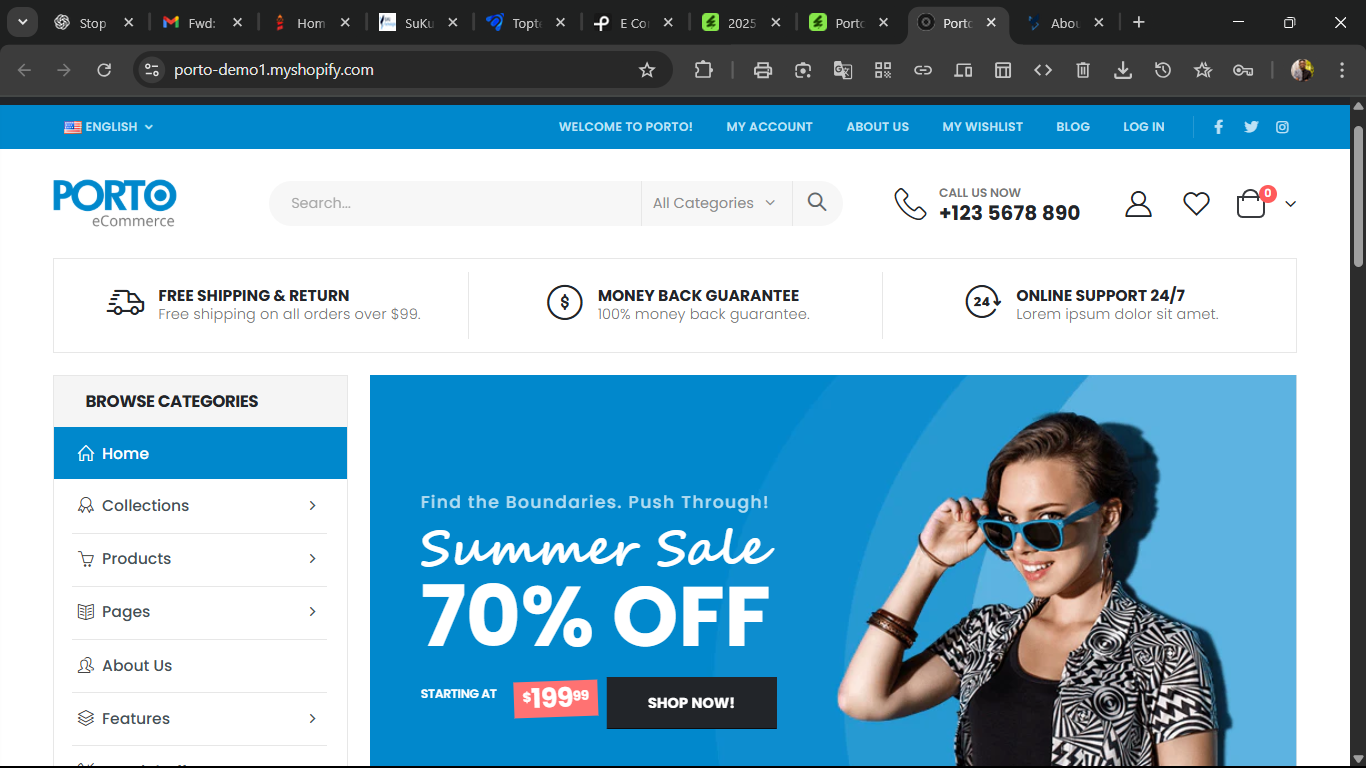 Stop
Fwd:
Hom
SuKu
Topte
E Co
2025
Porto
Porto
Abou
porto-demo1.myshopify.com
ENGLISH
WELCOME TO PORTO!
MY ACCOUNT
ABOUT US
MY WISHLIST
BLOG
LOG IN
PORTO
eCommerce
Search...
All Categories
CALL US NOW
+123 5678 890
0
FREE SHIPPING & RETURN
Free shipping on all orders over $99.
$
MONEY BACK GUARANTEE
100% money back guarantee.
24
ONLINE SUPPORT 24/7
Lorem ipsum dolor sit amet.
BROWSE CATEGORIES
Home
Collections
Products
Pages
About Us
Features
Find the Boundaries. Push Through!
Summer Sale
70% OFF
STARTING AT
$19999
SHOP NOW!